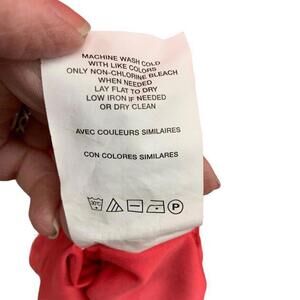 MACHINE WASH COLD
WITH LIKE COLORS
ONLY NON-CHLORINE BLEACH
WHEN NEEDED
LAY FLAT TO DRY
LOW IRON IF NEEDED
OR DRY CLEAN
AVEC COULEURS SIMILAIRES
CON COLORES SIMILARES
30°C P